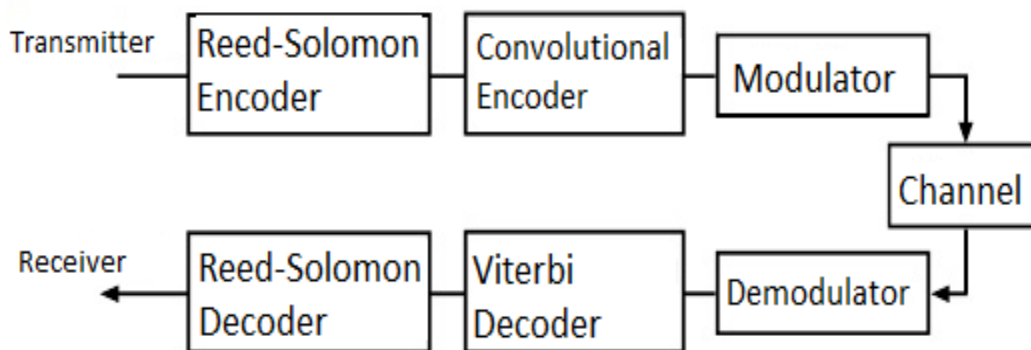 Transmitter
Reed-Solomon
Encoder
Convolutional
Encoder
Modulator
Channel
Receiver
Reed-Solomon
Decoder
Viterbi
Decoder
Demodulator